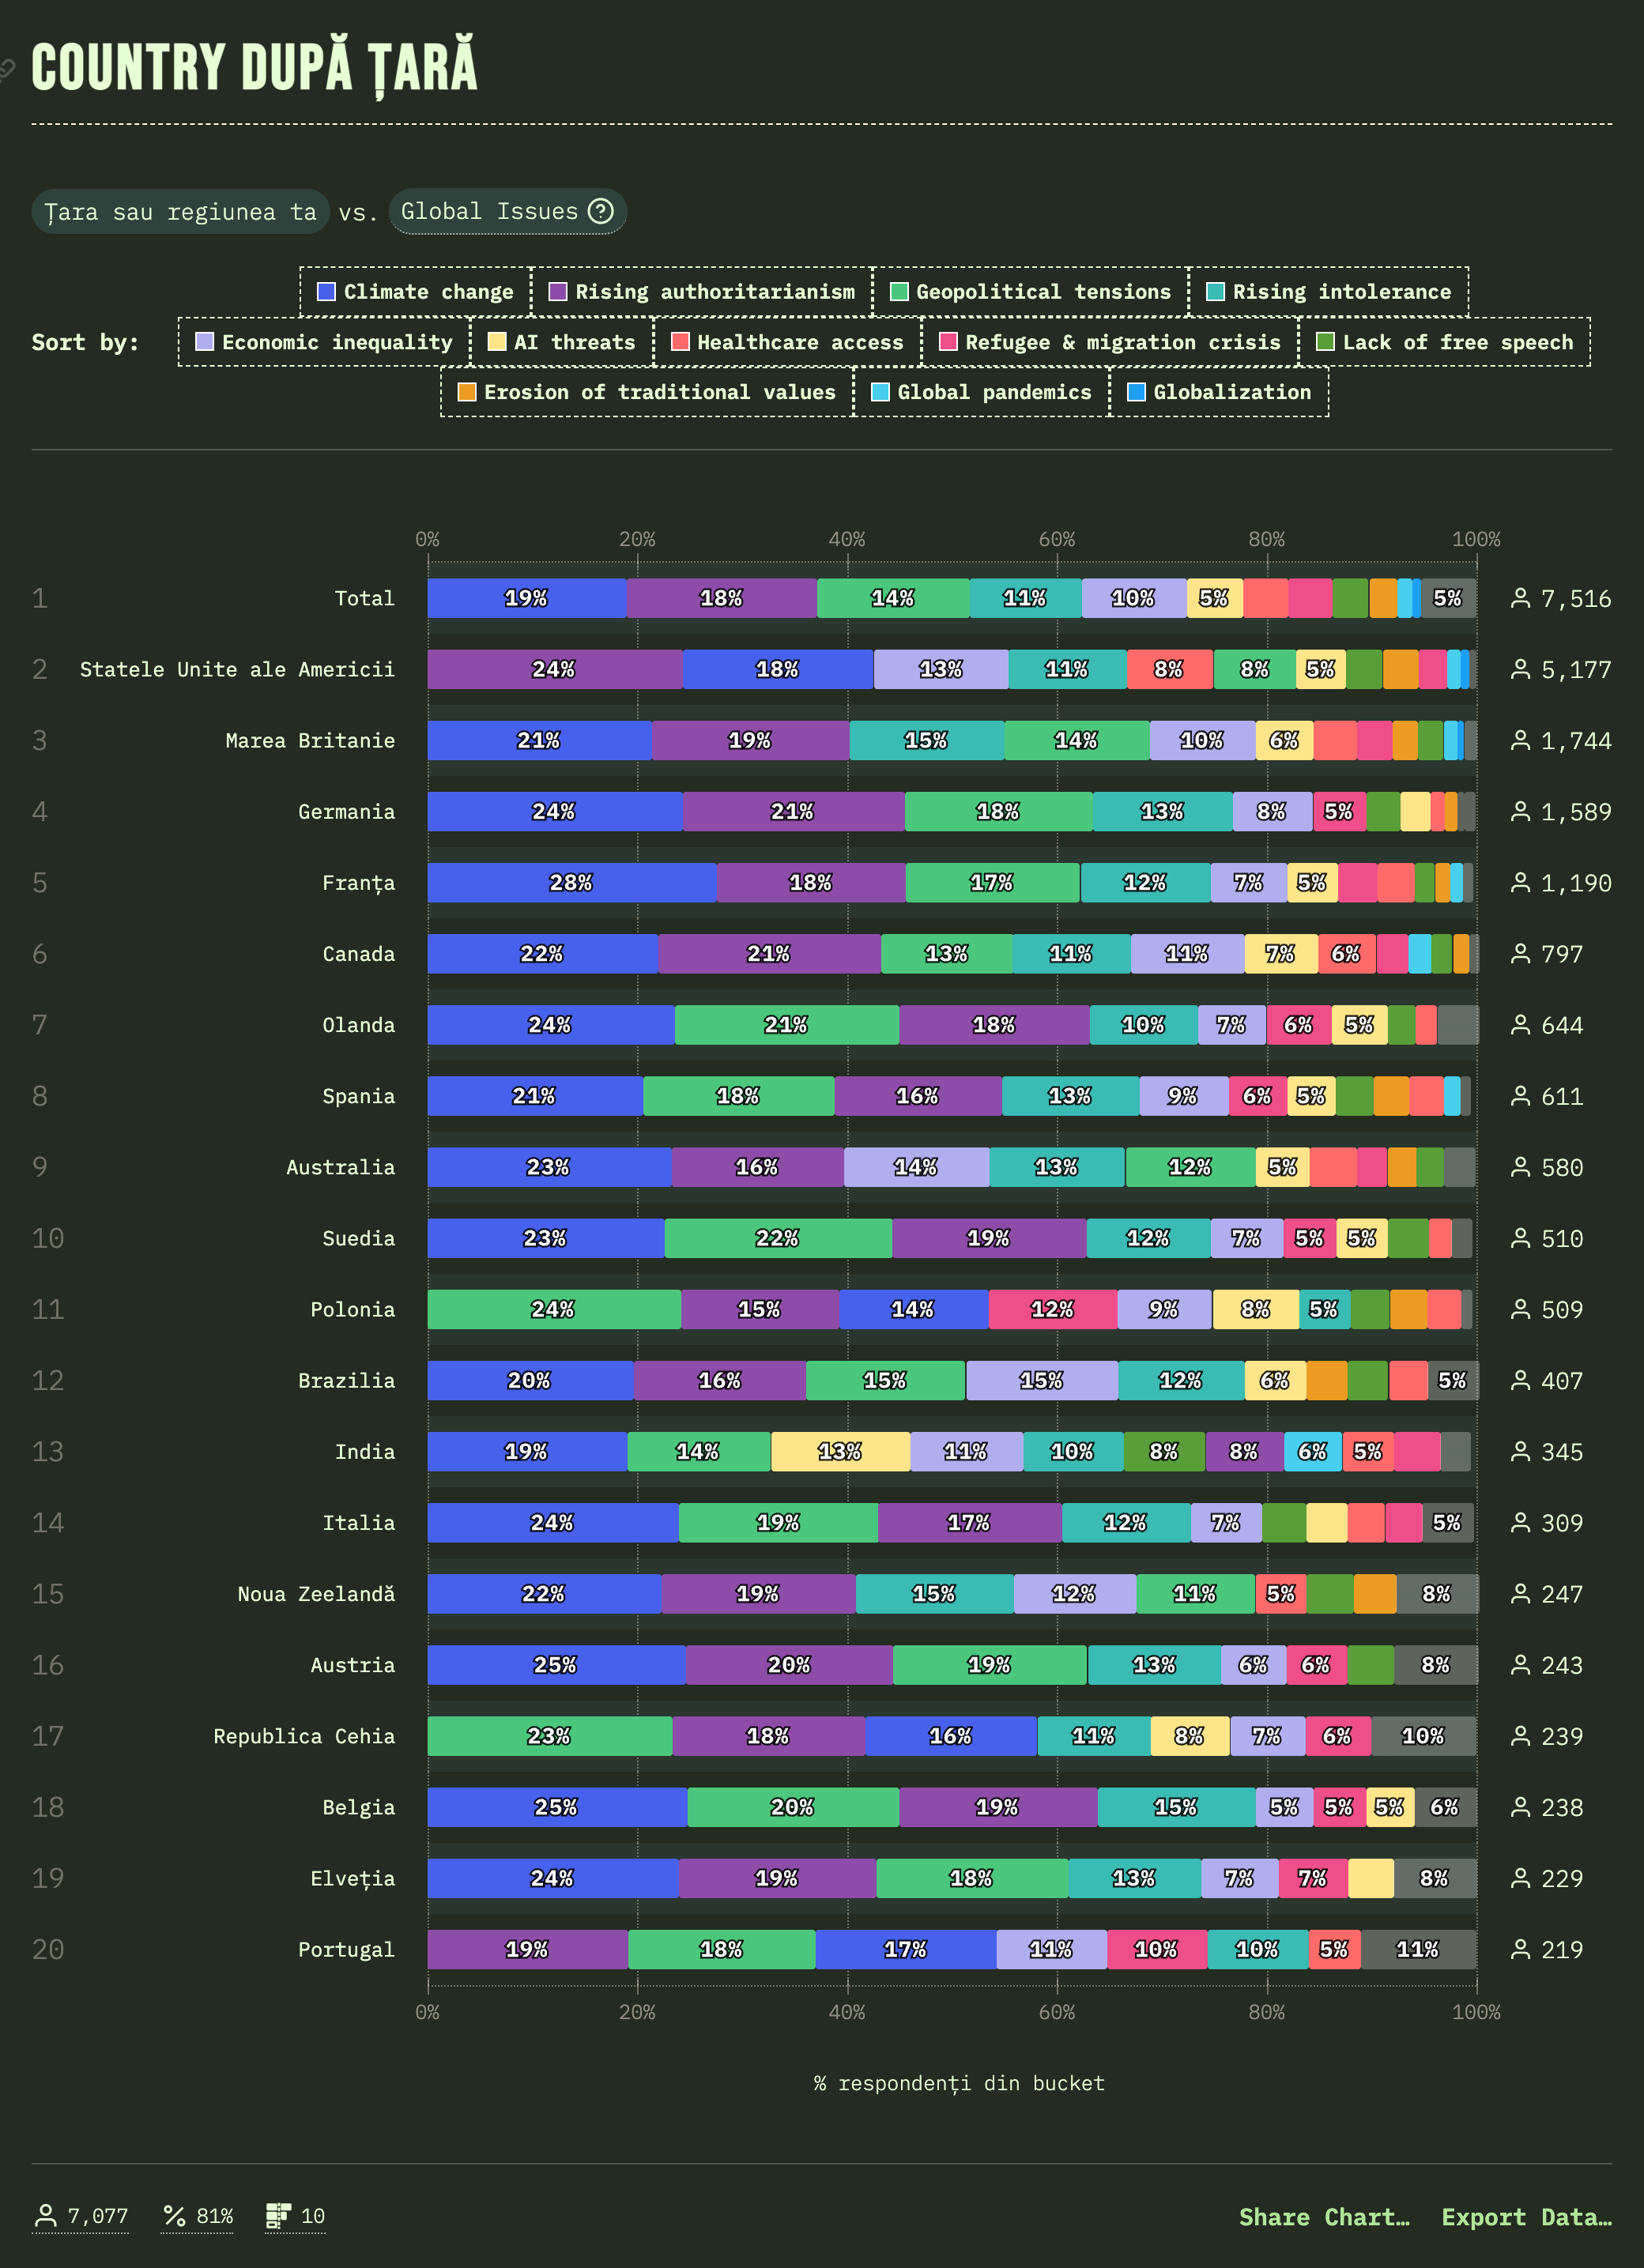 COUNTRY DUPĂ ȚARĂ
Țara sau regiunea ta vs. Global Issues ?
Climate change Rising authoritarianism Geopolitical tensions Rising intolerance
Sort by: Economic inequality AI threats Healthcare access Refugee & migration crisis Lack of free speech
Erosion of traditional values Global pandemics Globalization
0% 20% 40% 60% 80% 100%
1 Total 19% 18% 14% 11% 10% 5% 5% 7,516
2 Statele Unite ale Americii 24% 18% 13% 11% 8% 8% 5% 5,177
3 Marea Britanie 21% 19% 15% 14% 10% 6% 1,744
4 Germania 24% 21% 18% 13% 8% 5% 1,589
5 Franța 28% 18% 17% 12% 7% 5% 1,190
6 Canada 22% 21% 13% 11% 11% 7% 6% 797
7 Olanda 24% 21% 18% 10% 7% 6% 5% 644
8 Spania 21% 18% 16% 13% 9% 6% 5% 611
9 Australia 23% 16% 14% 13% 12% 5% 580
10 Suedia 23% 22% 19% 12% 7% 5% 5% 510
11 Polonia 24% 15% 14% 12% 9% 8% 5% 509
12 Brazilia 20% 16% 15% 15% 12% 6% 5% 407
13 India 19% 14% 13% 11% 10% 8% 8% 6% 5% 345
14 Italia 24% 19% 17% 12% 7% 5% 309
15 Noua Zeelandă 22% 19% 15% 12% 11% 5% 8% 247
16 Austria 25% 20% 19% 13% 6% 6% 8% 243
17 Republica Cehia 23% 18% 16% 11% 8% 7% 6% 10% 239
18 Belgia 25% 20% 19% 15% 5% 5% 5% 6% 238
19 Elveția 24% 19% 18% 13% 7% 7% 8% 229
20 Portugal 19% 18% 17% 11% 10% 10% 5% 11% 219
0% 20% 40% 60% 80% 100%
% respondenți din bucket
7,077 81% 10 Share Chart… Export Data…